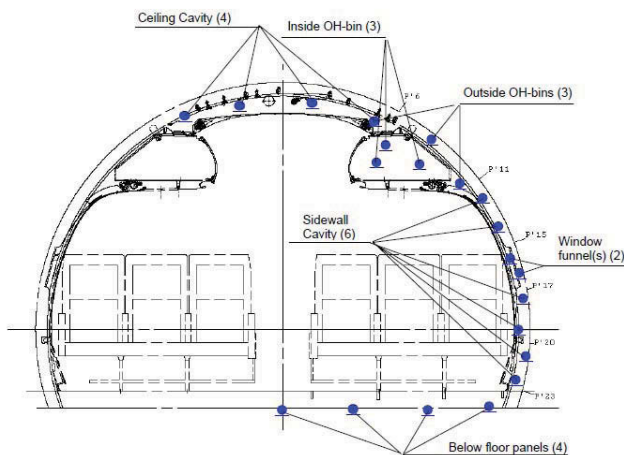 Ceiling Cavity (4)
Inside OH-bin (3)
P'6
Outside OH-bins (3)
P'11
Sidewall
Cavity (6)
P'15
Window
funnel(s) (2)
P'17
P'20
P'23
Below floor panels (4)